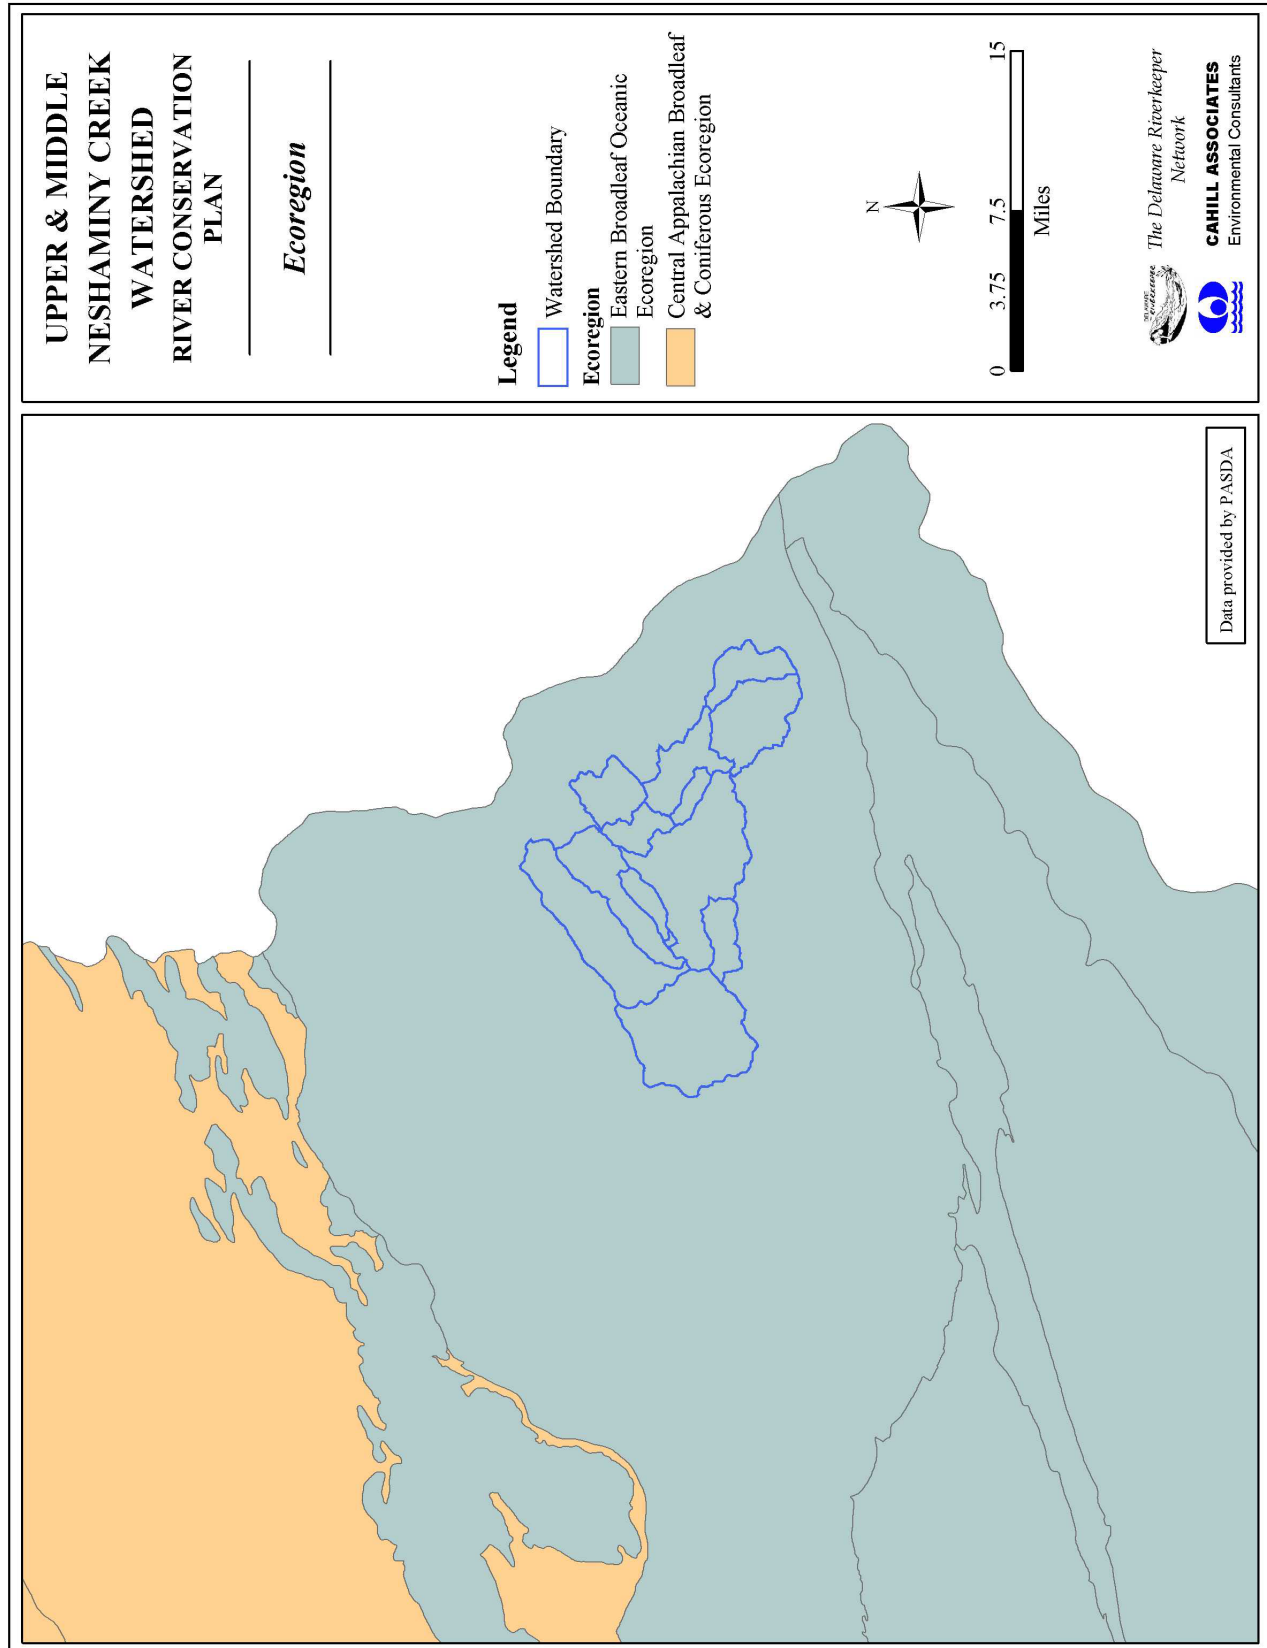 UPPER & MIDDLE
NESHAMINY CREEK
WATERSHED
RIVER CONSERVATION
PLAN
Ecoregion
Legend
Watershed Boundary
Ecoregion
Eastern Broadleaf Oceanic
Ecoregion
Central Appalachian Broadleaf
& Coniferous Ecoregion
N
0 3.75 7.5 15
Miles
DELAWARE
RIVERKEEPER
The Delaware Riverkeeper
Network
CAHILL ASSOCIATES
Environmental Consultants
Data provided by PASDA